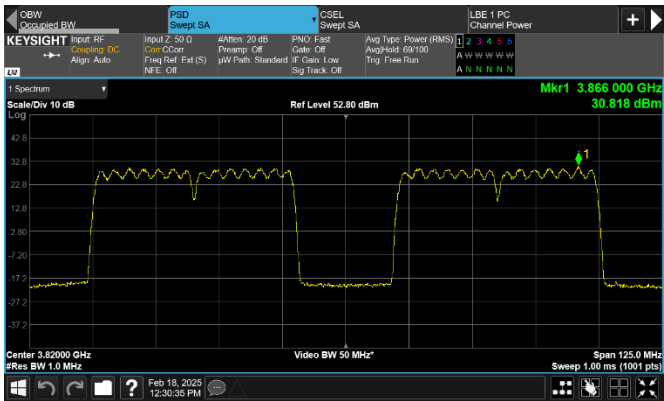 OBW
Occupied BW
PSD
Swept SA
CSEL
Swept SA
LBE 1 PC
Channel Power
KEYSIGHT
Input: RF
Coupling: DC
Align: Auto
Input Z: 50 Ω
Corr CCorr
Freq Ref: Ext (S)
NFE: Off
#Atten: 20 dB
Preamp: Off
µW Path: Standard
PNO: Fast
Gate: Off
IF Gain: Low
Sig Track: Off
Avg Type: Power (RMS)
Avg|Hold: 69/100
Trig: Free Run
1 2 3 4 5 6
A W W W W W
A N N N N N
LXI
1 Spectrum
Mkr1 3.866 000 GHz
30.818 dBm
Scale/Div 10 dB
Ref Level 52.80 dBm
Log
42.8
32.8
22.8
12.8
2.80
-7.20
-17.2
-27.2
-37.2
1
Center 3.82000 GHz
Video BW 50 MHz*
Span 125.0 MHz
#Res BW 1.0 MHz
Sweep 1.00 ms (1001 pts)
?
Feb 18, 2025
12:30:35 PM